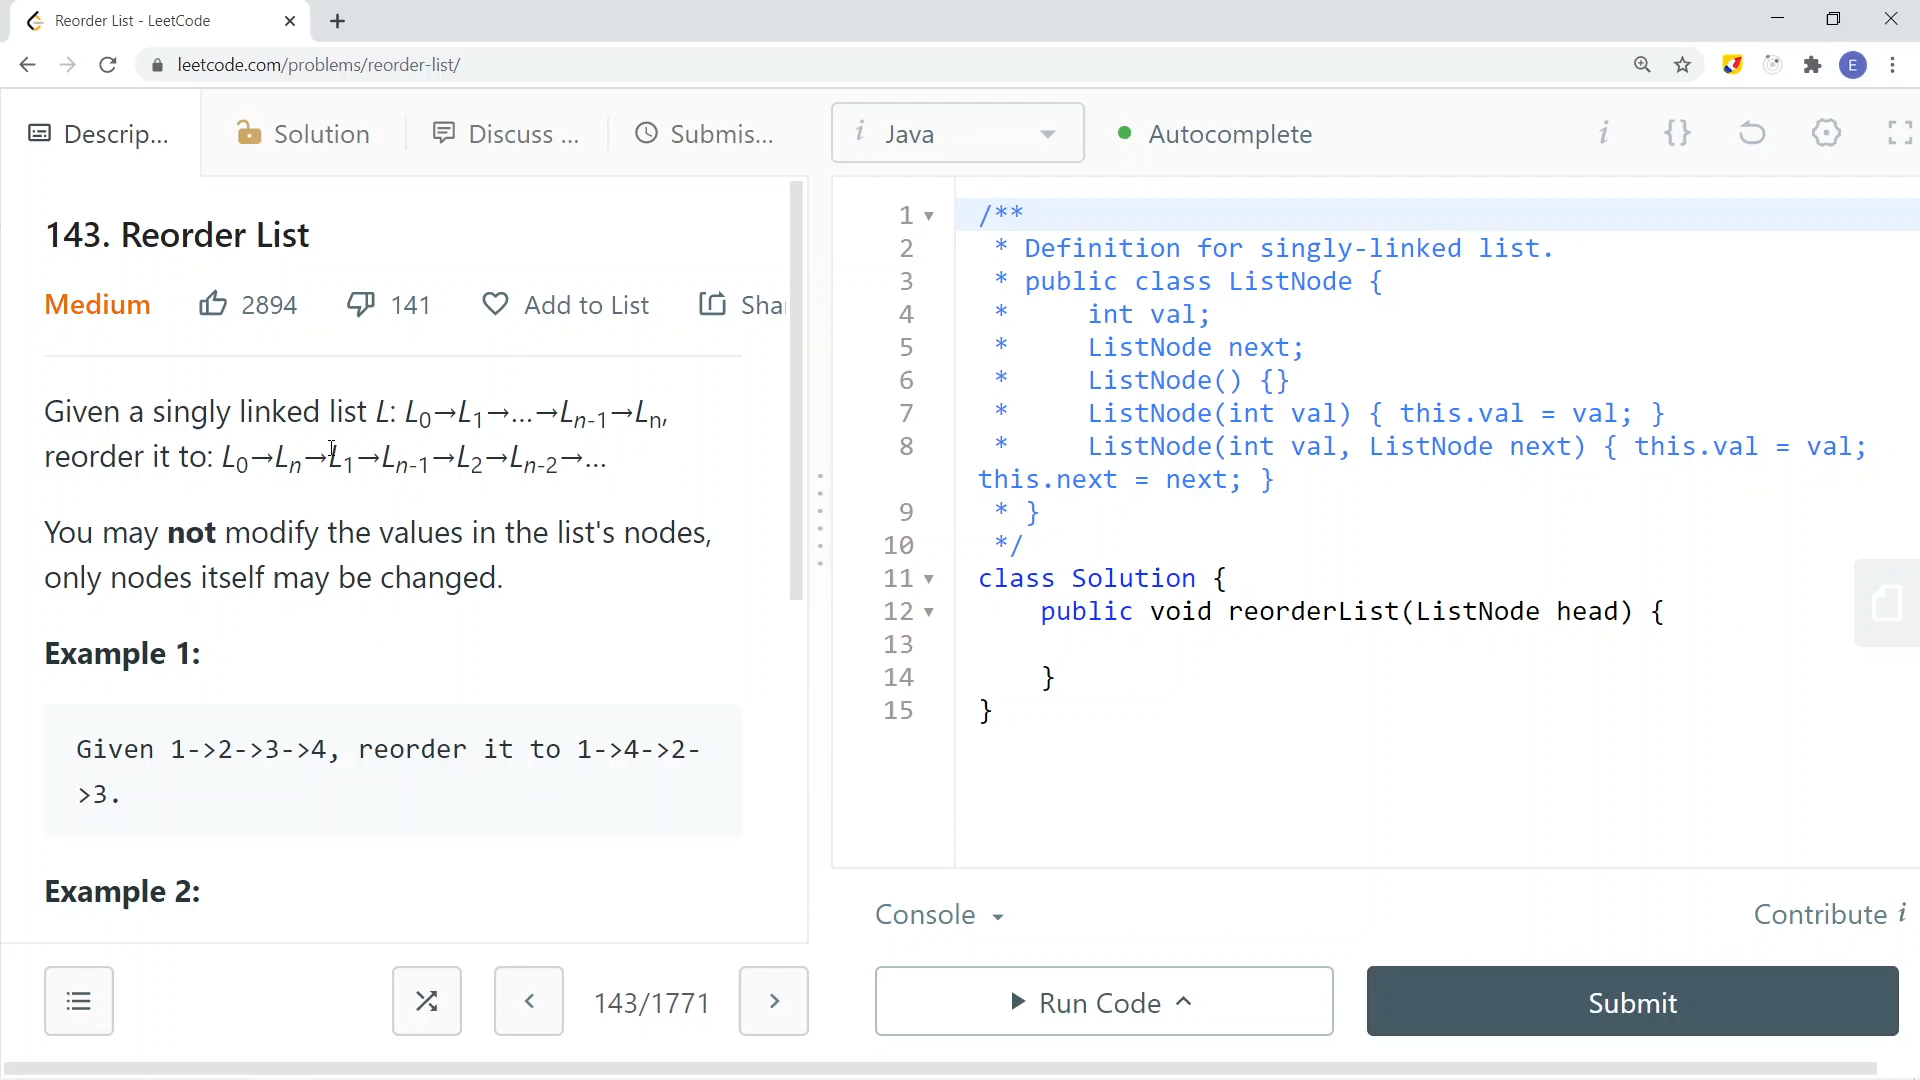 Reorder List - LeetCode
leetcode.com/problems/reorder-list/
E
Descrip...
Solution
Discuss ...
Submis...
i Java
Autocomplete
i {}
143. Reorder List
Medium
2894
141
Add to List
Sha
Given a singly linked list L: L0→L1→…→Ln-1→Ln,
reorder it to: L0→Ln→L1→Ln-1→L2→Ln-2→…
You may not modify the values in the list's nodes,
only nodes itself may be changed.
Example 1:
Given 1->2->3->4, reorder it to 1->4->2-
>3.
Example 2:
143/1771
1 /**
2 * Definition for singly-linked list.
3 * public class ListNode {
4 *     int val;
5 *     ListNode next;
6 *     ListNode() {}
7 *     ListNode(int val) { this.val = val; }
8 *     ListNode(int val, ListNode next) { this.val = val;
this.next = next; }
9 * }
10 */
11 class Solution {
12     public void reorderList(ListNode head) {
13
14     }
15 }
Console
Contribute i
Run Code
Submit